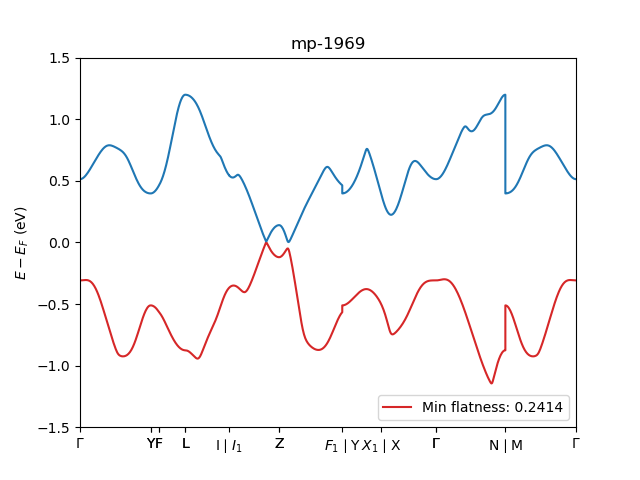 mp-1969
E − E_F (eV)
1.5
1.0
0.5
0.0
−0.5
−1.0
−1.5
Min flatness: 0.2414
Γ Y F L I | I₁ Z F₁ | Y X₁ | X Γ N | M Γ